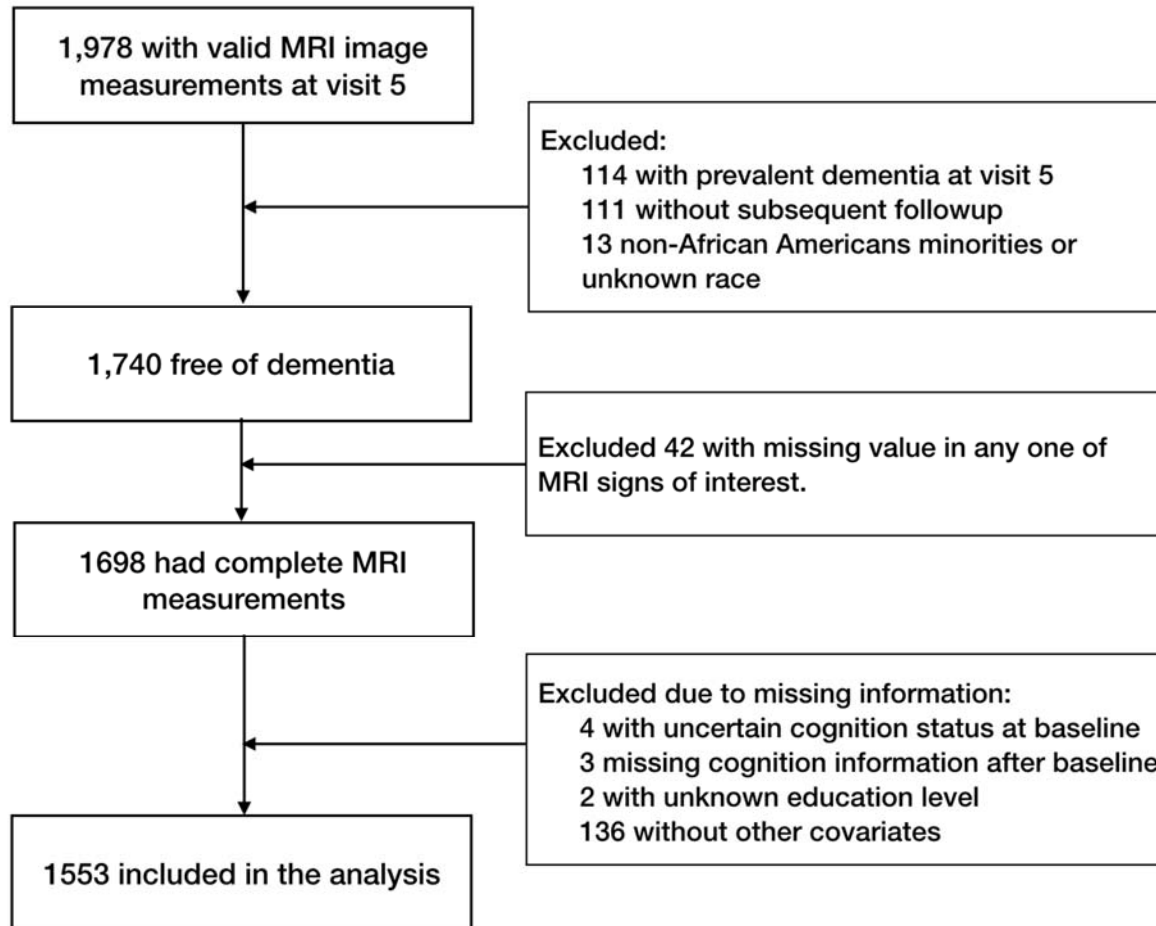 1,978 with valid MRI image
measurements at visit 5
Excluded:
114 with prevalent dementia at visit 5
111 without subsequent followup
13 non-African Americans minorities or
unknown race
1,740 free of dementia
Excluded 42 with missing value in any one of
MRI signs of interest.
1698 had complete MRI
measurements
Excluded due to missing information:
4 with uncertain cognition status at baseline
3 missing cognition information after baseline
2 with unknown education level
136 without other covariates
1553 included in the analysis